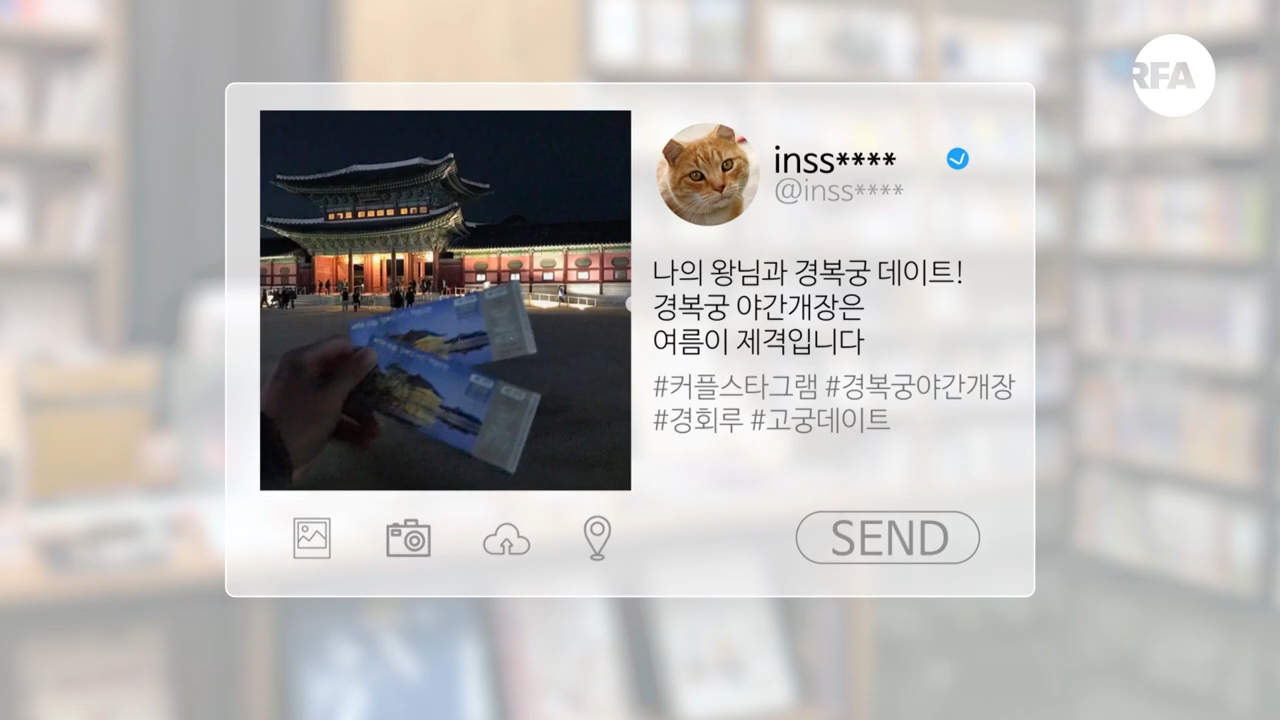 RFA
inss****
@inss****
나의 왕님과 경복궁 데이트!
경복궁 야간개장은
여름이 제격입니다
#커플스타그램 #경복궁야간개장
#경회루 #고궁데이트
SEND